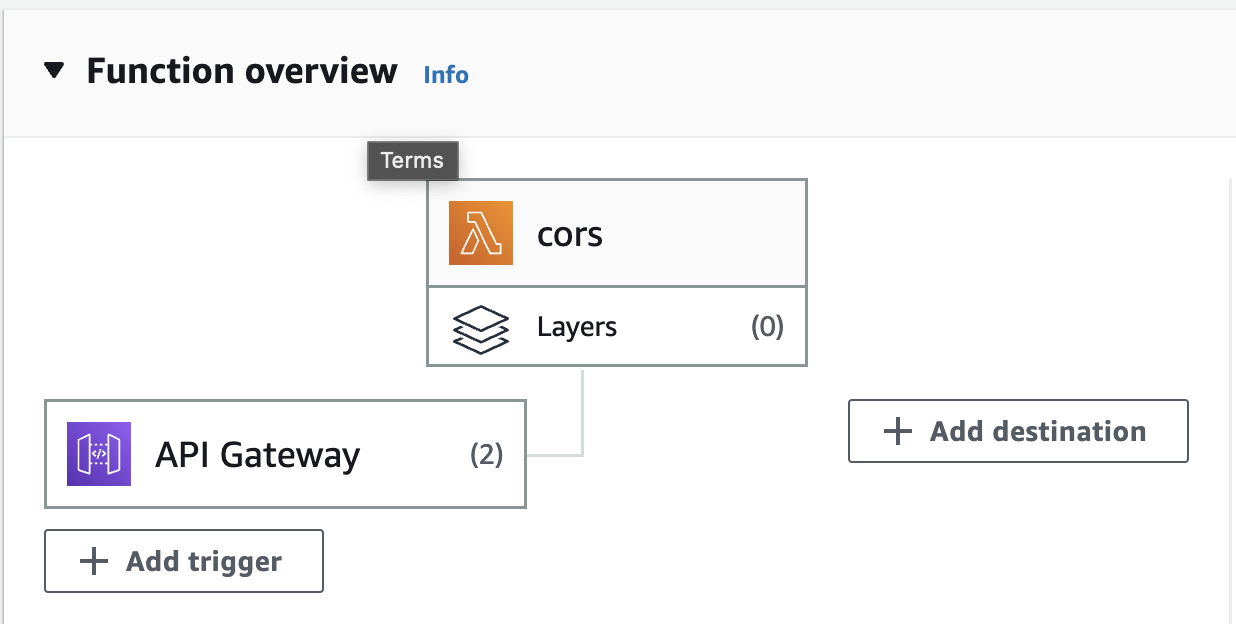 Function overview Info
Terms
cors
Layers (0)
API Gateway (2)
Add destination
Add trigger